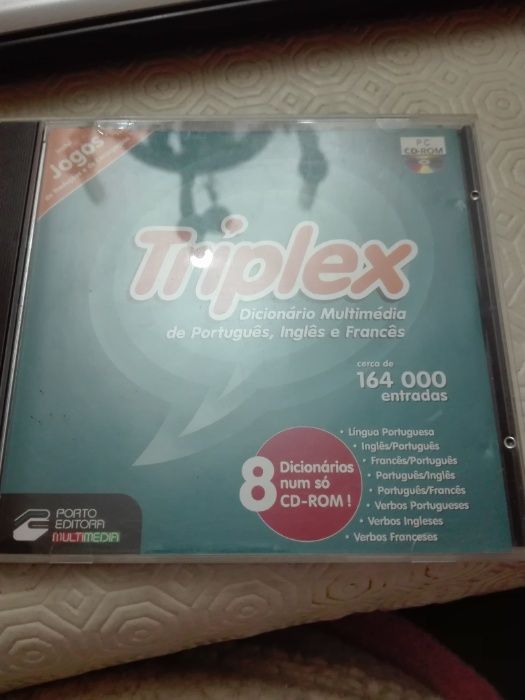 Jogos
PC
CD-ROM
Triplex
Dicionário Multimédia
de Português, Inglês e Francês
cerca de
164 000
entradas
8 Dicionários
num só
CD-ROM !
• Língua Portuguesa
• Inglês/Português
• Francês/Português
• Português/Inglês
• Português/Francês
• Verbos Portugueses
• Verbos Ingleses
• Verbos Franceses
PORTO
EDITORA
MULTIMEDIA